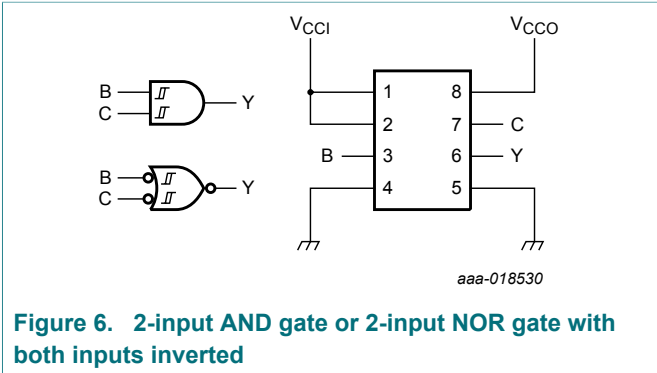 VCCI VCCO
B C Y
1 8
2 7 C
B 3 6 Y
4 5
B C Y
aaa-018530
Figure 6. 2-input AND gate or 2-input NOR gate with
both inputs inverted